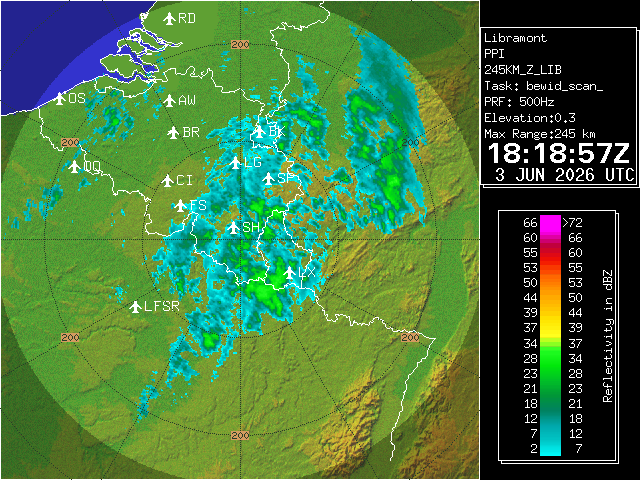 RD
200
Libramont
PPI
245KM_Z_LIB
Task: bewid_scan_
PRF: 500Hz
Elevation:0.3
Max Range:245 km
18:18:57Z
3 JUN 2026 UTC
OS
AW
BR
BK
200
200
OQ
LG
CI
SP
FS
SH
LX
LFSR
200
200
200
66 >72
60 66
55 60
53 55
50 53
44 50
39 44
37 39
34 37
28 34
23 28
21 23
18 21
12 18
7 12
2 7
Reflectivity in dBZ